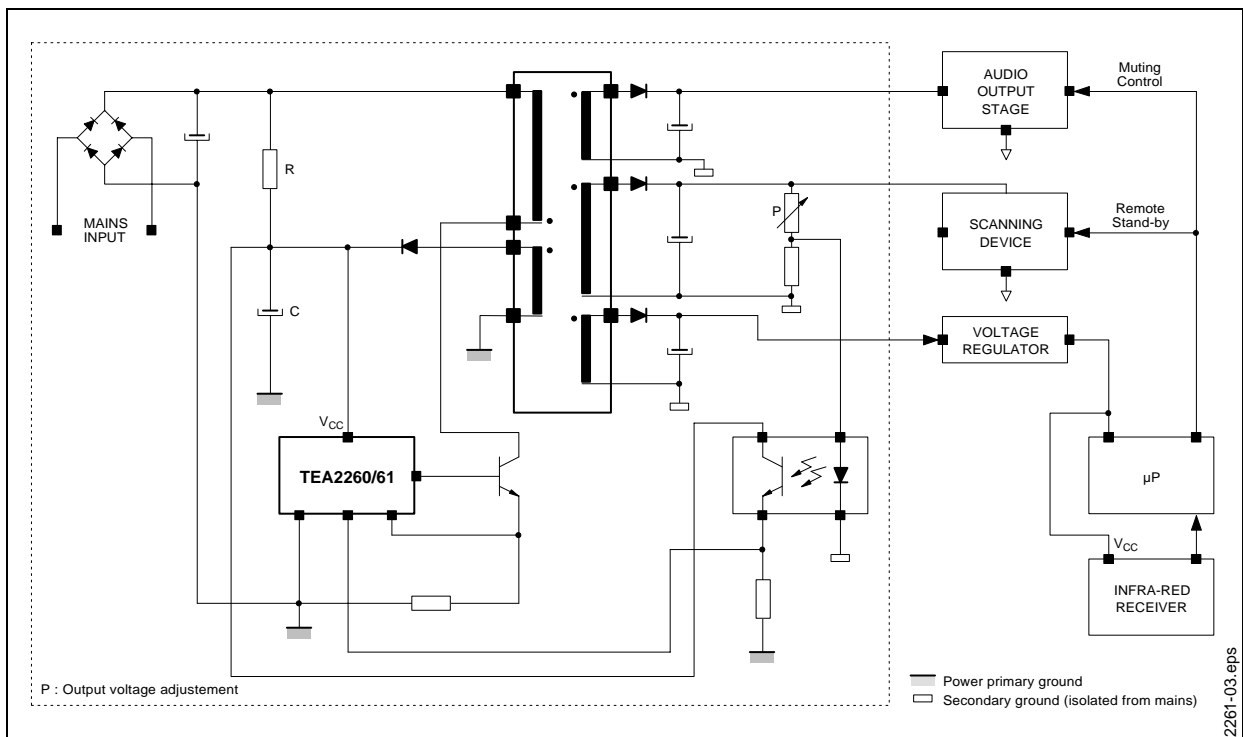 AUDIO
OUTPUT
STAGE
Muting
Control
R
MAINS
INPUT
P
SCANNING
DEVICE
Remote
Stand-by
C
VOLTAGE
REGULATOR
VCC
TEA2260/61
µP
VCC
INFRA-RED
RECEIVER
P : Output voltage adjustement
Power primary ground
Secondary ground (isolated from mains)
2261-03.eps